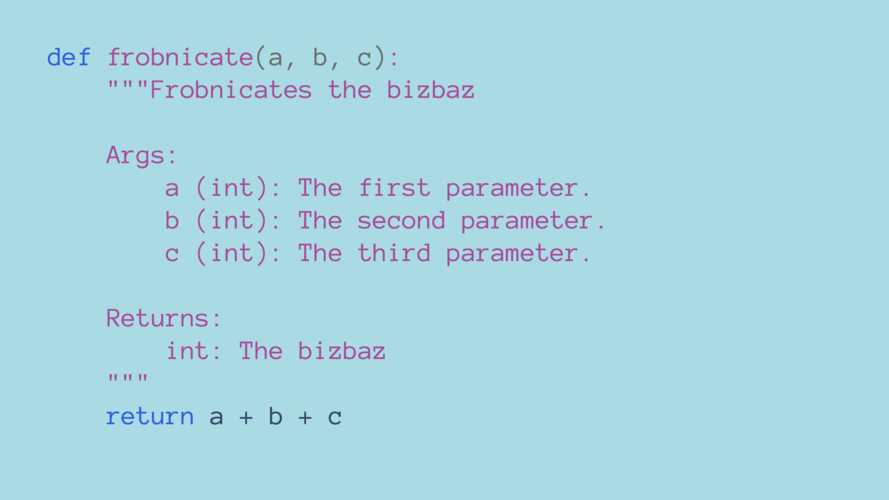 def frobnicate(a, b, c):
    """Frobnicates the bizbaz

    Args:
        a (int): The first parameter.
        b (int): The second parameter.
        c (int): The third parameter.

    Returns:
        int: The bizbaz
    """
    return a + b + c